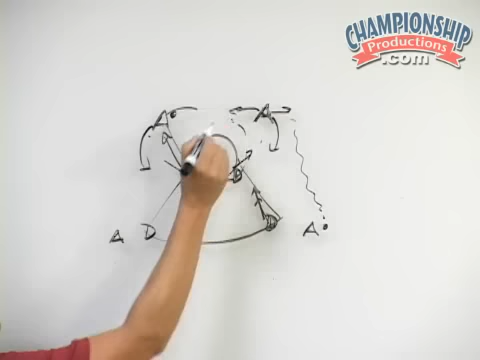 CHAMPIONSHIP
Productions
.com
A A
D
A D D A